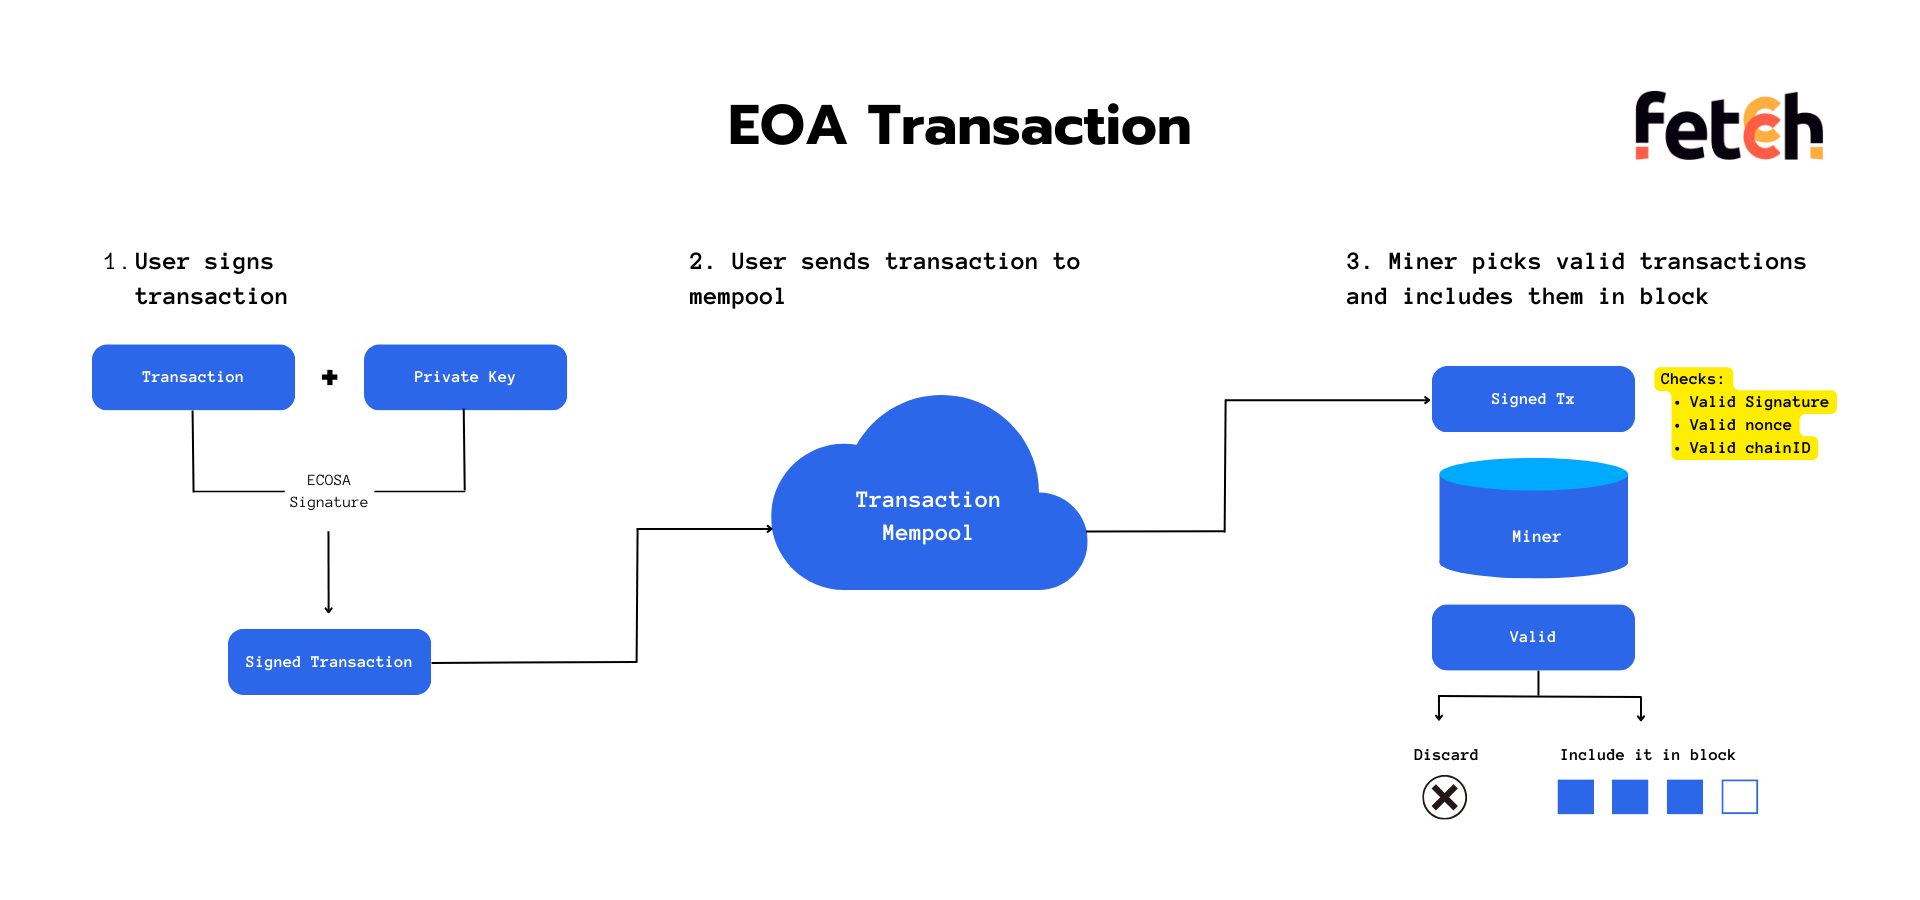 EOA Transaction
fetch
1. User signs
transaction
Transaction
Private Key
ECOSA
Signature
Signed Transaction
2. User sends transaction to
mempool
Transaction
Mempool
3. Miner picks valid transactions
and includes them in block
Signed Tx
Checks:
• Valid Signature
• Valid nonce
• Valid chainID
Miner
Valid
Discard
Include it in block